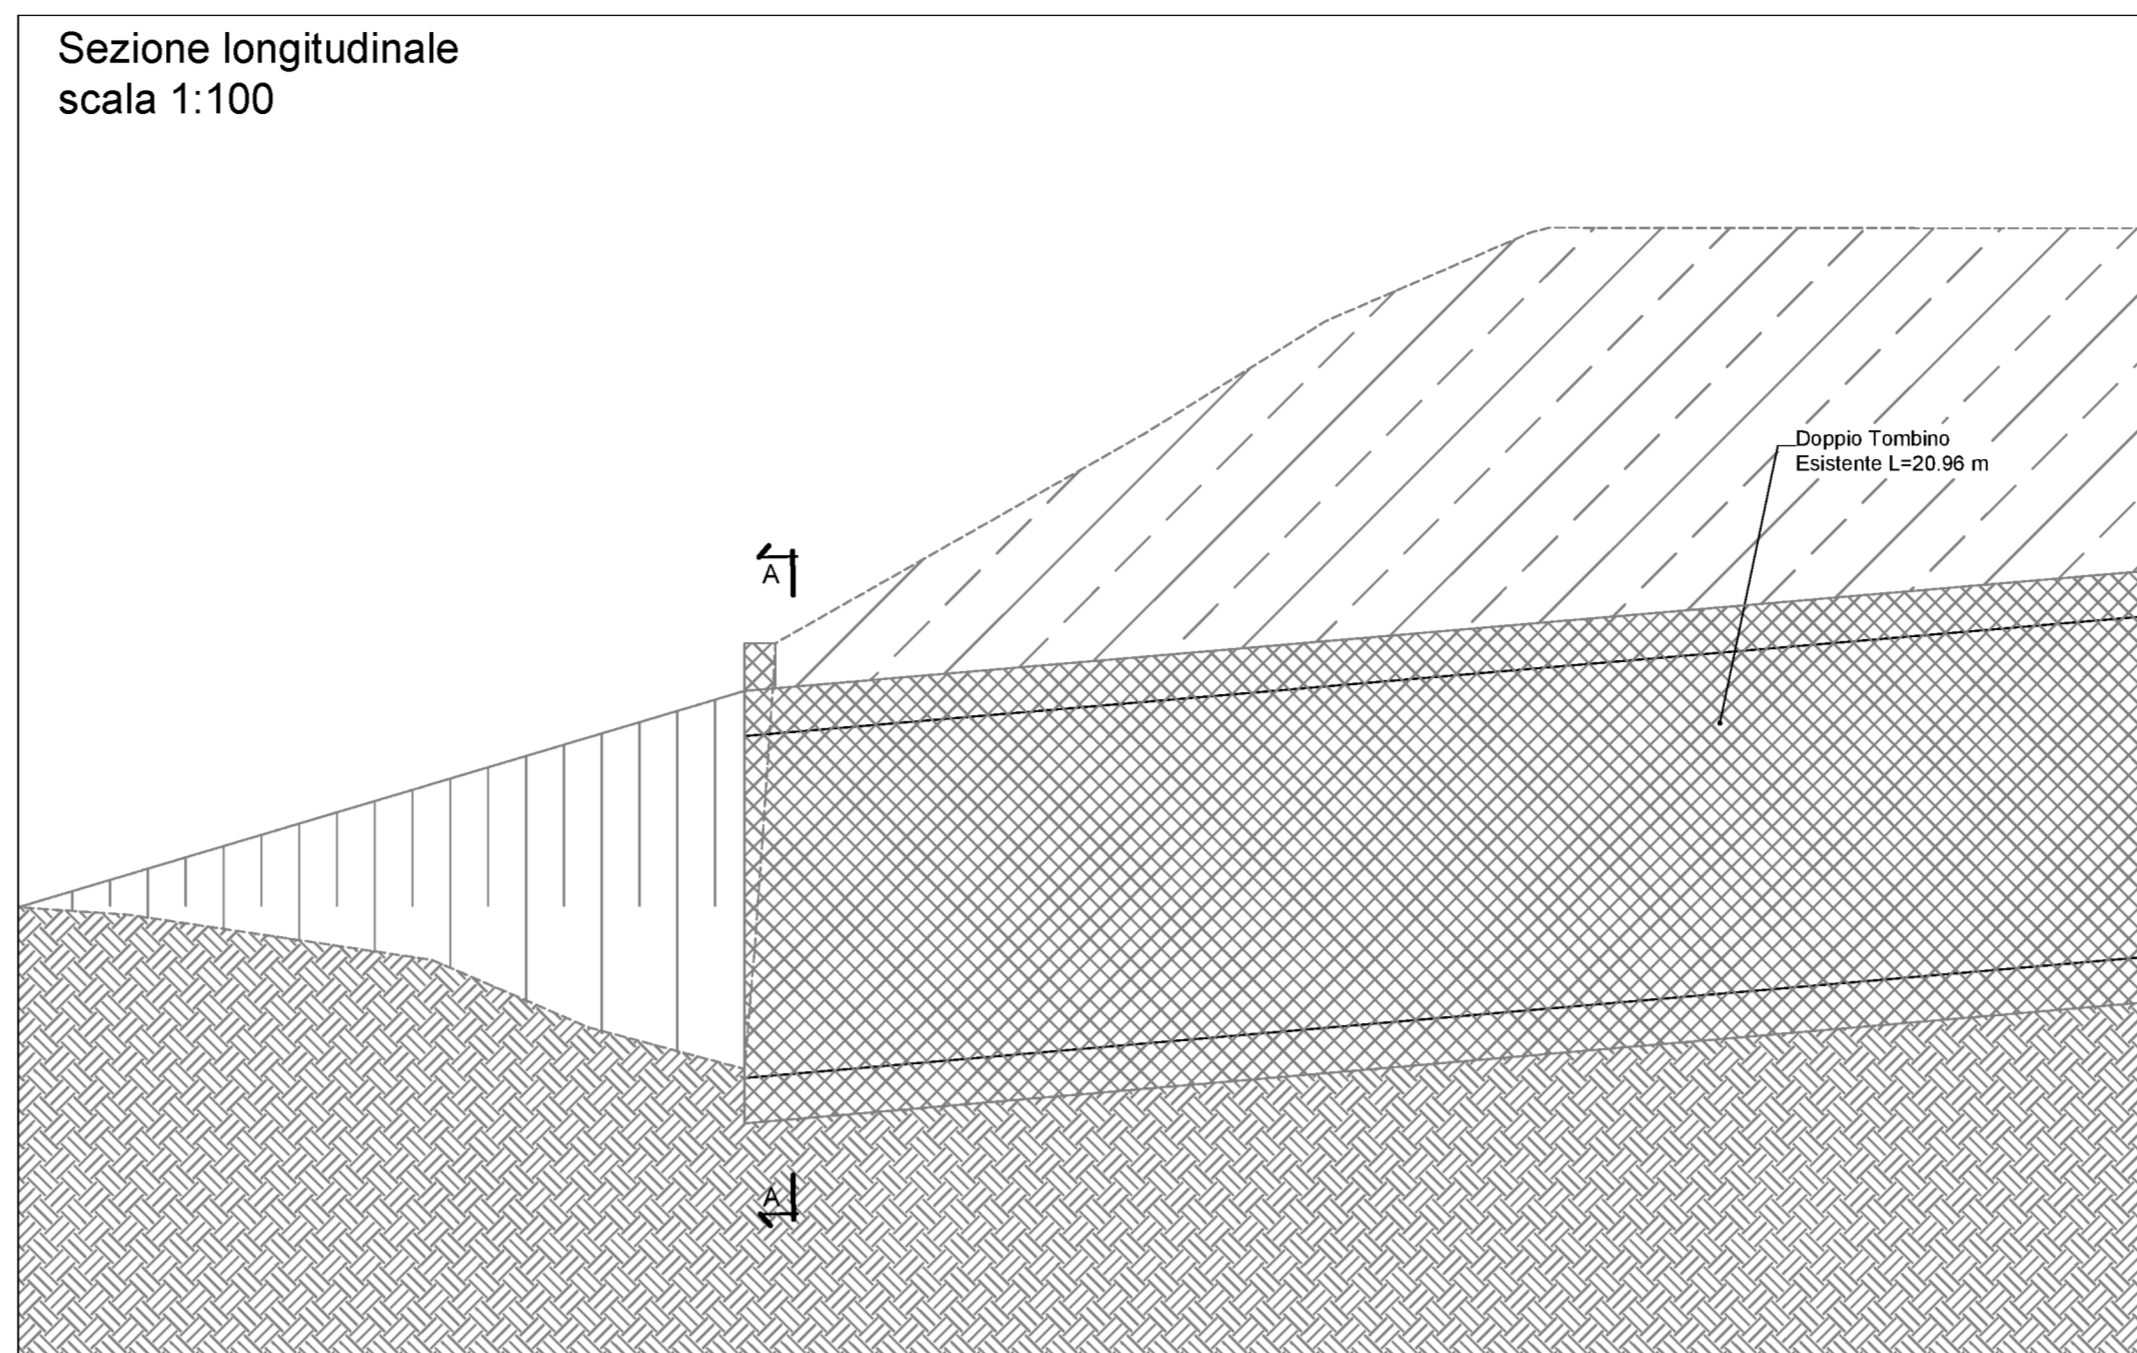 Sezione longitudinale
scala 1:100
Doppio Tombino
Esistente L=20.96 m
A
A